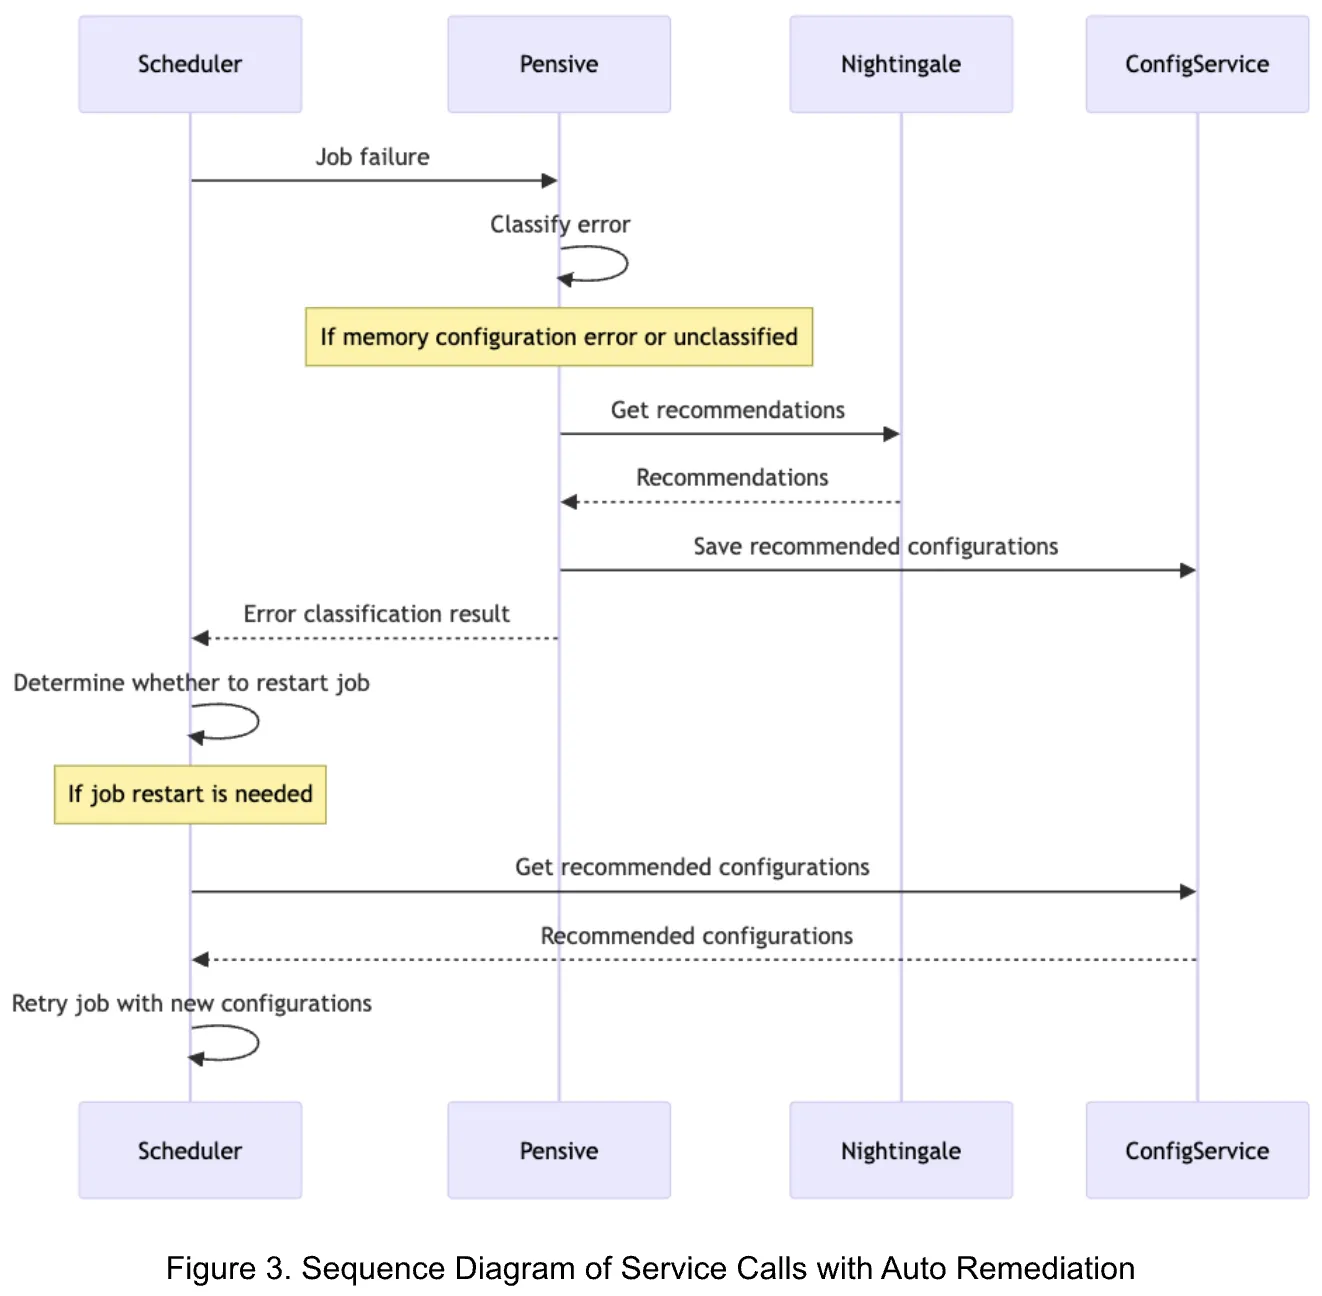 Scheduler
Pensive
Nightingale
ConfigService
Job failure
Classify error
If memory configuration error or unclassified
Get recommendations
Recommendations
Save recommended configurations
Error classification result
Determine whether to restart job
If job restart is needed
Get recommended configurations
Recommended configurations
Retry job with new configurations
Scheduler
Pensive
Nightingale
ConfigService
Figure 3. Sequence Diagram of Service Calls with Auto Remediation